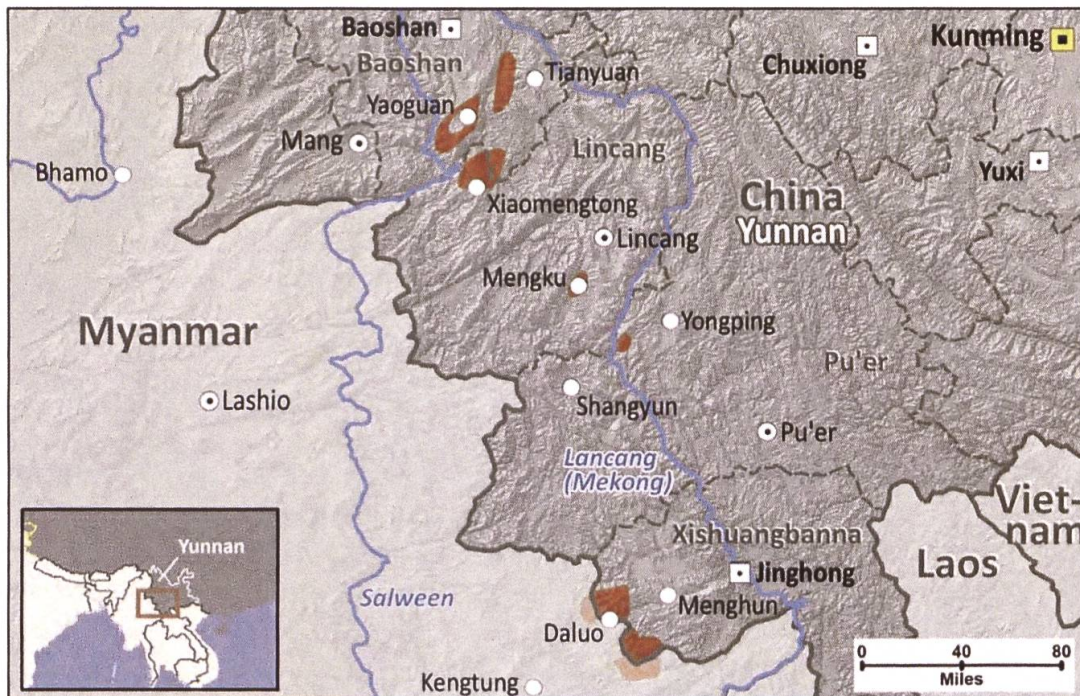 Baoshan
Kunming
Chuxiong
Baoshan
Tianyuan
Yaoguan
Mang
Lincang
Bhamo
Yuxi
China
Xiaomengtong
Yunnan
Lincang
Mengku
Myanmar
Yongping
Pu'er
Lashio
Shangyun
Pu'er
Lancang
(Mekong)
Viet-
nam
Yunnan
Xishuangbanna
Laos
Jinghong
Salween
Menghun
Daluo
Kengtung
0 40 80
Miles